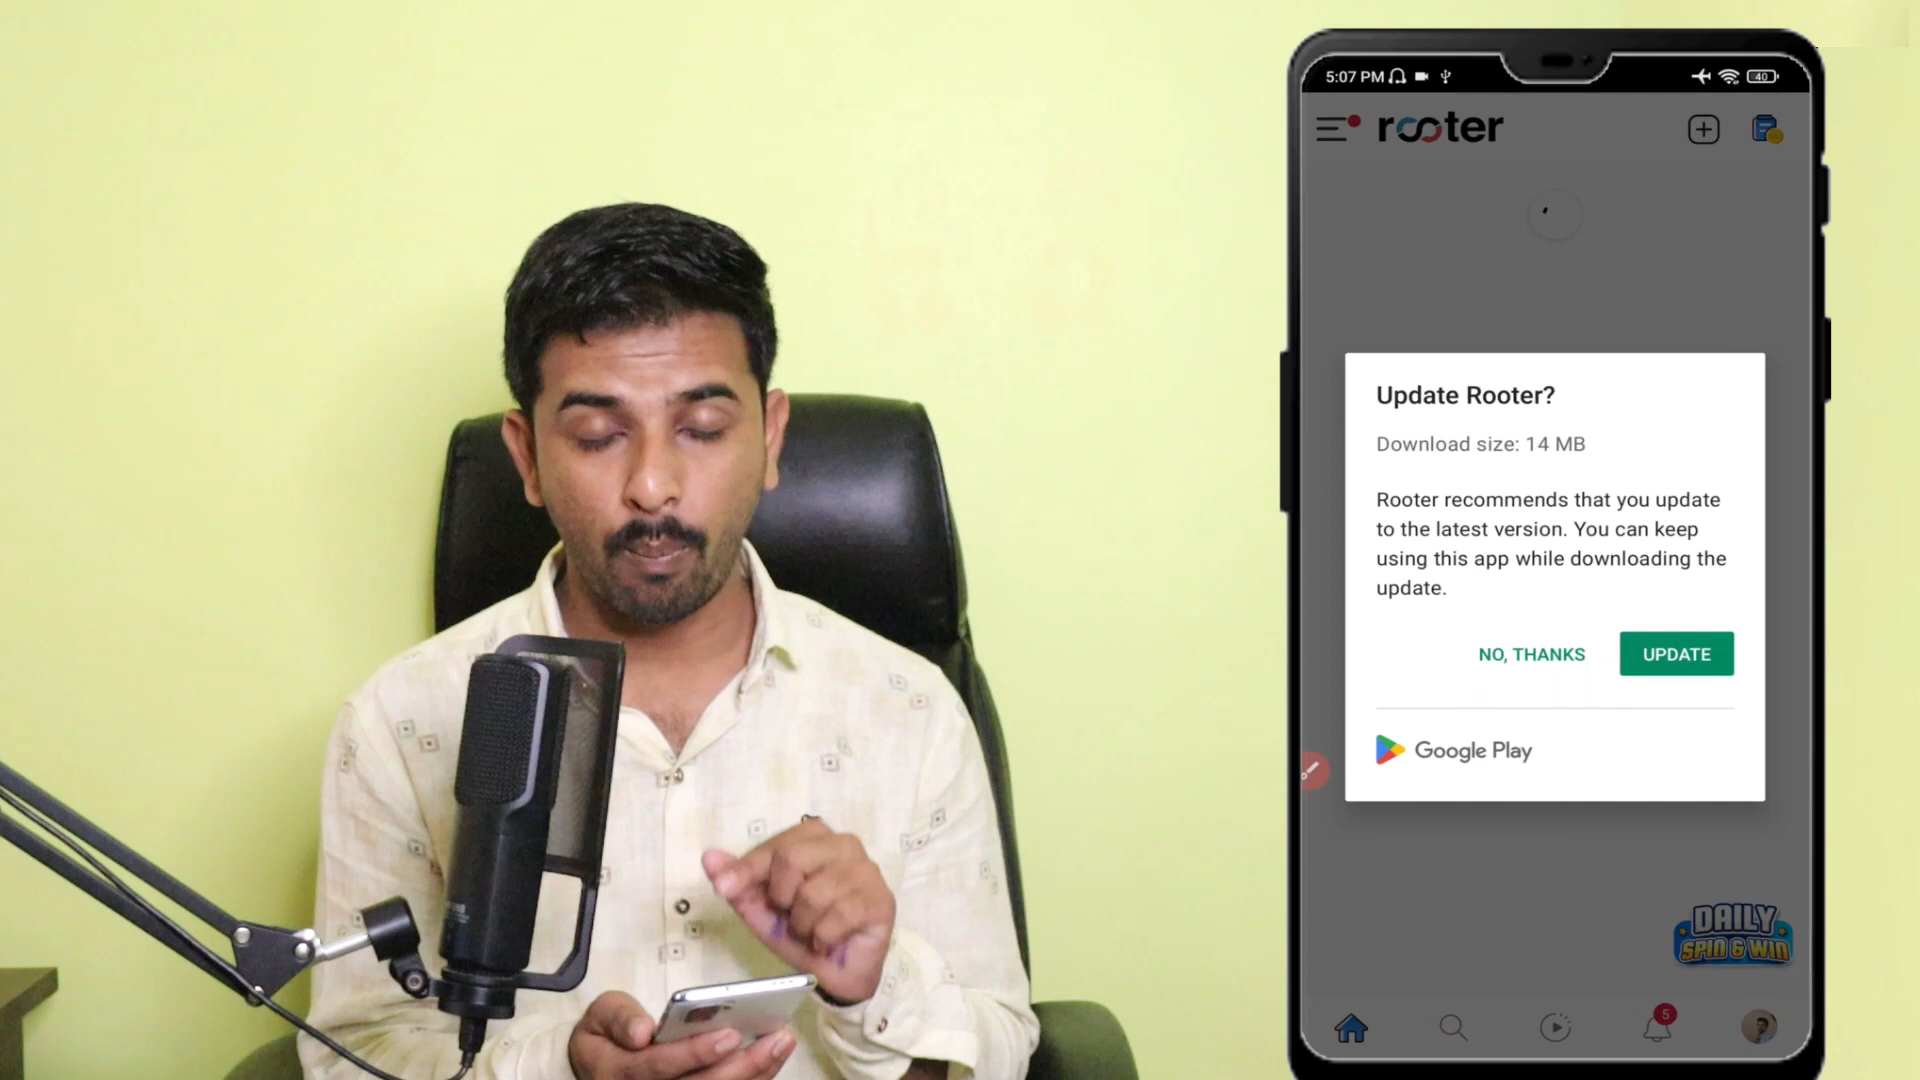 5:07 PM
40
rooter
Update Rooter?
Download size: 14 MB
Rooter recommends that you update
to the latest version. You can keep
using this app while downloading the
update.
NO, THANKS
UPDATE
Google Play
DAILY
SPIN & WIN
5